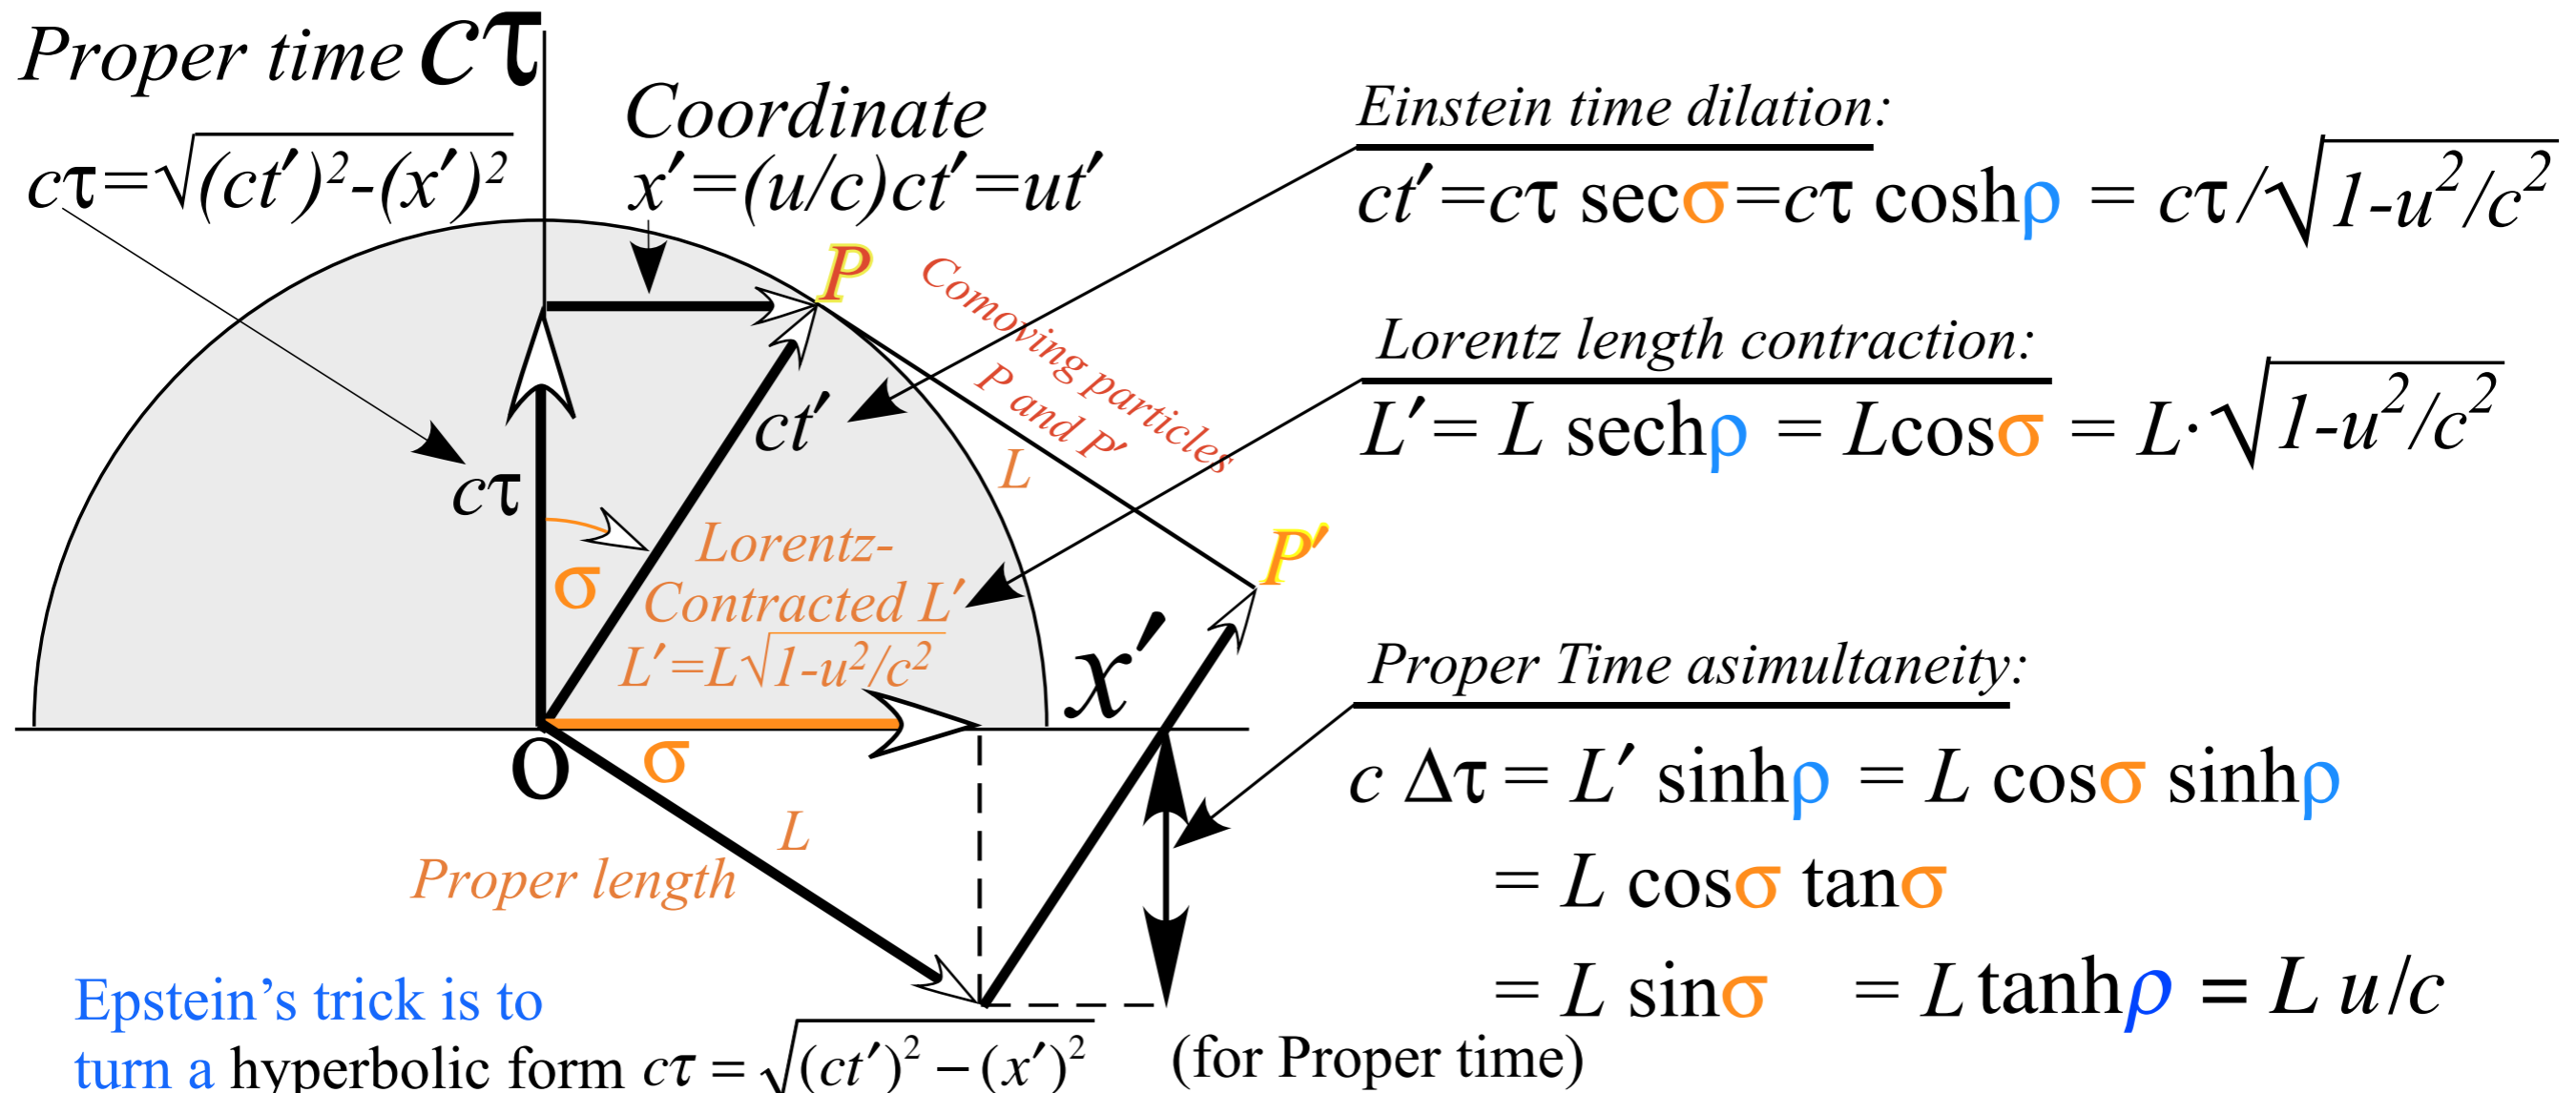 Proper time cτ
cτ=√(ct′)²-(x′)²
Coordinate
x′=(u/c)ct′=ut′
P
Comoving particles
P and P′
L
P′
ct′
cτ
σ
Lorentz-
Contracted L′
L′=L√1-u²/c²
x′
O
σ
L
Proper length
Einstein time dilation:
ct′=cτ secσ=cτ coshρ = cτ/√1-u²/c²
Lorentz length contraction:
L′= L sechρ = Lcosσ = L·√1-u²/c²
Proper Time asimultaneity:
c Δτ = L′ sinhρ = L cosσ sinhρ
= L cosσ tanσ
= L sinσ = L tanhρ = L u/c
(for Proper time)
Epstein’s trick is to
turn a hyperbolic form cτ = √(ct′)² − (x′)²